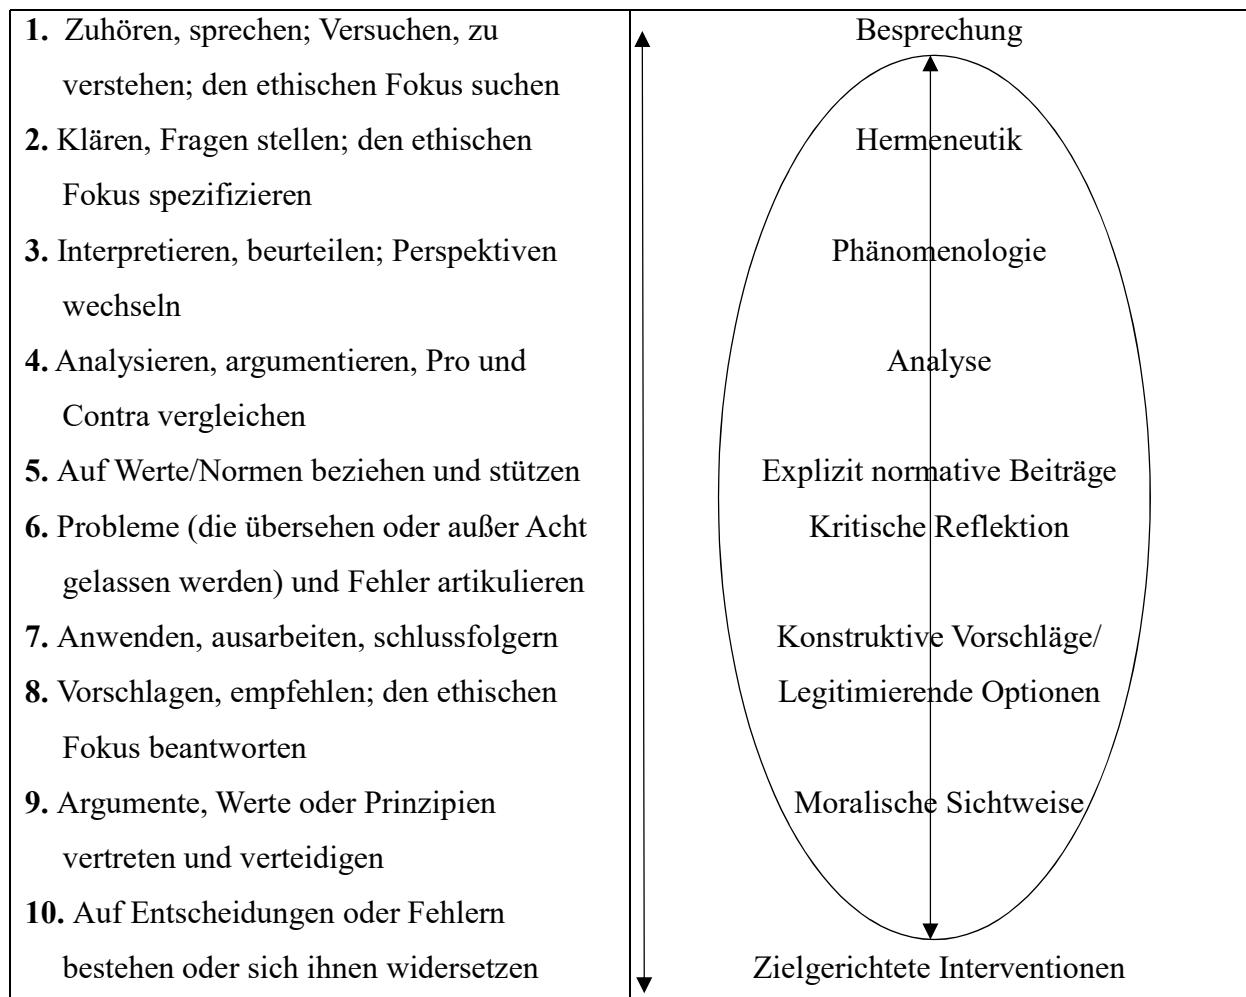 1. Zuhören, sprechen; Versuchen, zu
verstehen; den ethischen Fokus suchen
2. Klären, Fragen stellen; den ethischen
Fokus spezifizieren
3. Interpretieren, beurteilen; Perspektiven
wechseln
4. Analysieren, argumentieren, Pro und
Contra vergleichen
5. Auf Werte/Normen beziehen und stützen
6. Probleme (die übersehen oder außer Acht
gelassen werden) und Fehler artikulieren
7. Anwenden, ausarbeiten, schlussfolgern
8. Vorschlagen, empfehlen; den ethischen
Fokus beantworten
9. Argumente, Werte oder Prinzipien
vertreten und verteidigen
10. Auf Entscheidungen oder Fehlern
bestehen oder sich ihnen widersetzen
Besprechung
Hermeneutik
Phänomenologie
Analyse
Explizit normative Beiträge
Kritische Reflektion
Konstruktive Vorschläge/
Legitimierende Optionen
Moralische Sichtweise
Zielgerichtete Interventionen